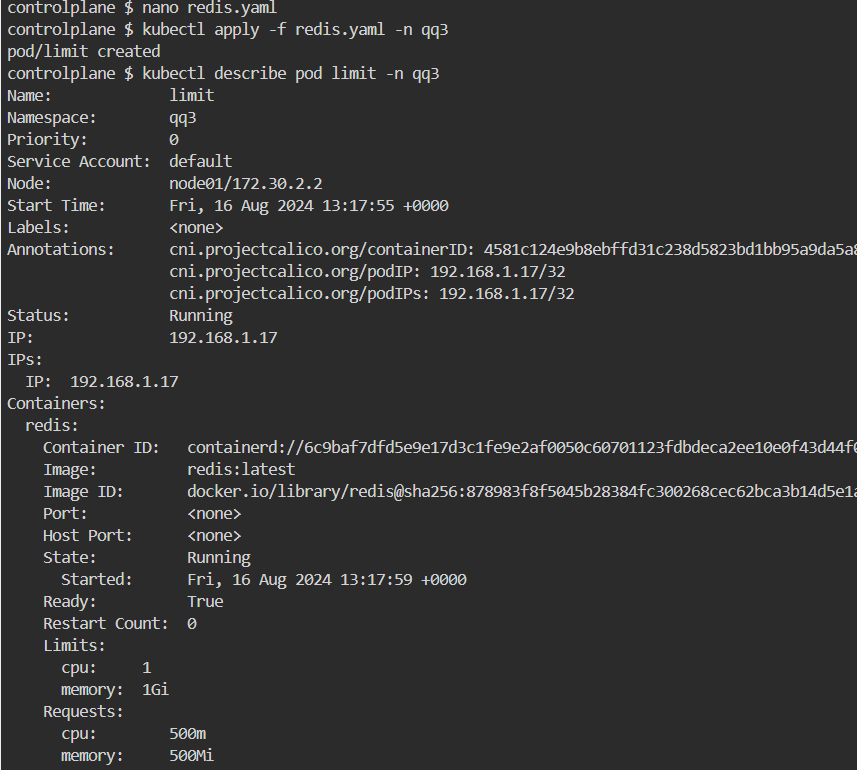 controlplane $ nano redis.yaml
controlplane $ kubectl apply -f redis.yaml -n qq3
pod/limit created
controlplane $ kubectl describe pod limit -n qq3
Name:             limit
Namespace:        qq3
Priority:         0
Service Account:  default
Node:             node01/172.30.2.2
Start Time:       Fri, 16 Aug 2024 13:17:55 +0000
Labels:           <none>
Annotations:      cni.projectcalico.org/containerID: 4581c124e9b8ebffd31c238d5823bd1bb95a9da5a8
                  cni.projectcalico.org/podIP: 192.168.1.17/32
                  cni.projectcalico.org/podIPs: 192.168.1.17/32
Status:           Running
IP:               192.168.1.17
IPs:
  IP:  192.168.1.17
Containers:
  redis:
    Container ID:   containerd://6c9baf7dfd5e9e17d3c1fe9e2af0050c60701123fdbdeca2ee10e0f43d44f0
    Image:          redis:latest
    Image ID:       docker.io/library/redis@sha256:878983f8f5045b28384fc300268cec62bca3b14d5e1a
    Port:           <none>
    Host Port:      <none>
    State:          Running
      Started:      Fri, 16 Aug 2024 13:17:59 +0000
    Ready:          True
    Restart Count:  0
    Limits:
      cpu:     1
      memory:  1Gi
    Requests:
      cpu:        500m
      memory:     500Mi